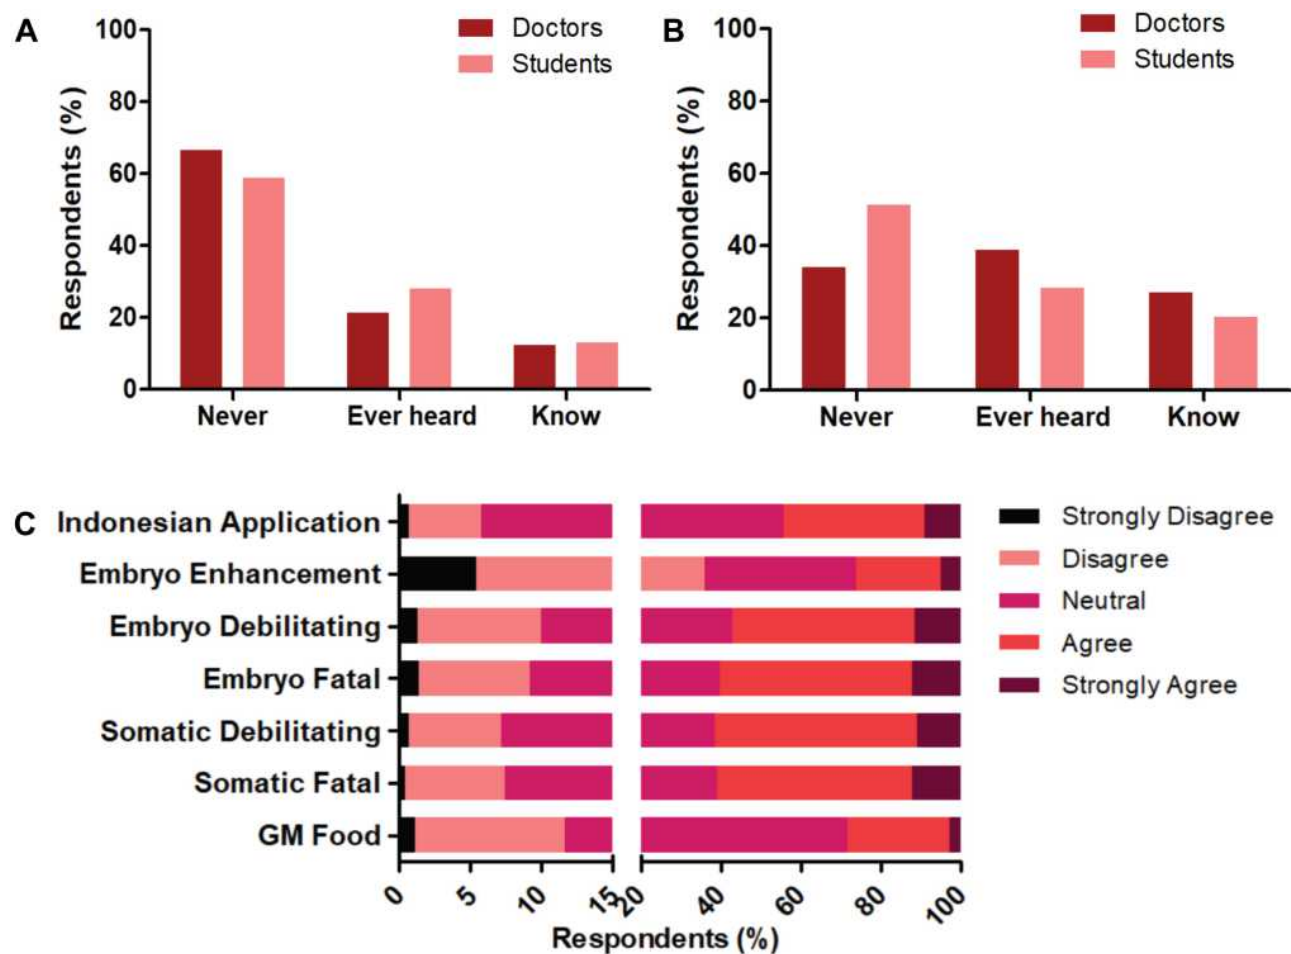 A
Respondents (%)
100
80
60
40
20
0
Doctors
Students
Never
Ever heard
Know
B
Respondents (%)
100
80
60
40
20
0
Doctors
Students
Never
Ever heard
Know
C
Indonesian Application
Embryo Enhancement
Embryo Debilitating
Embryo Fatal
Somatic Debilitating
Somatic Fatal
GM Food
0 5 10 15 20 40 60 80 100
Respondents (%)
Strongly Disagree
Disagree
Neutral
Agree
Strongly Agree